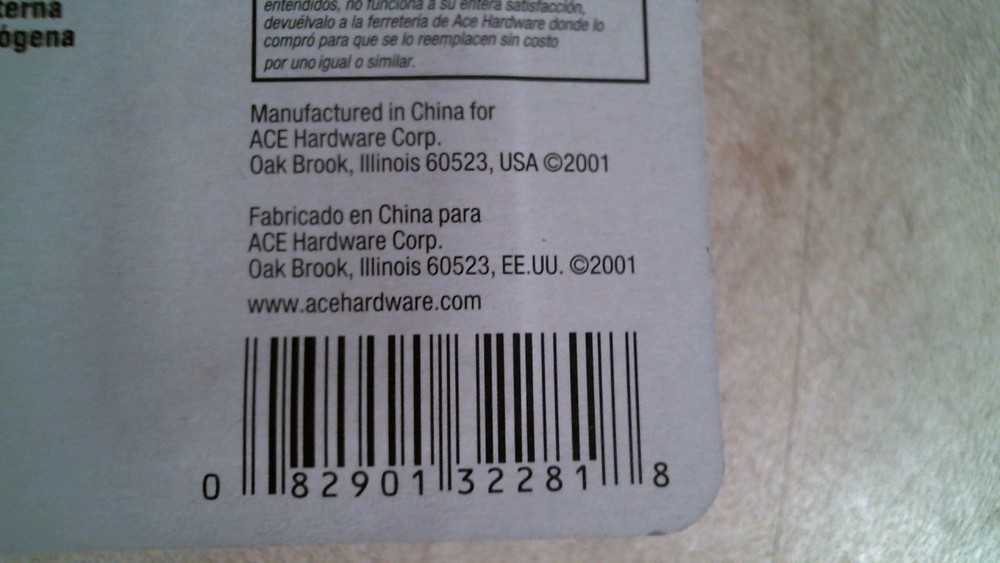 terna
ógena
entendidos, no funciona a su entera satisfacción,
devuélvalo a la ferretería de Ace Hardware donde lo
compró para que se lo reemplacen sin costo
por uno igual o similar.
Manufactured in China for
ACE Hardware Corp.
Oak Brook, Illinois 60523, USA ©2001
Fabricado en China para
ACE Hardware Corp.
Oak Brook, Illinois 60523, EE.UU. ©2001
www.acehardware.com
0 82901 32281 8